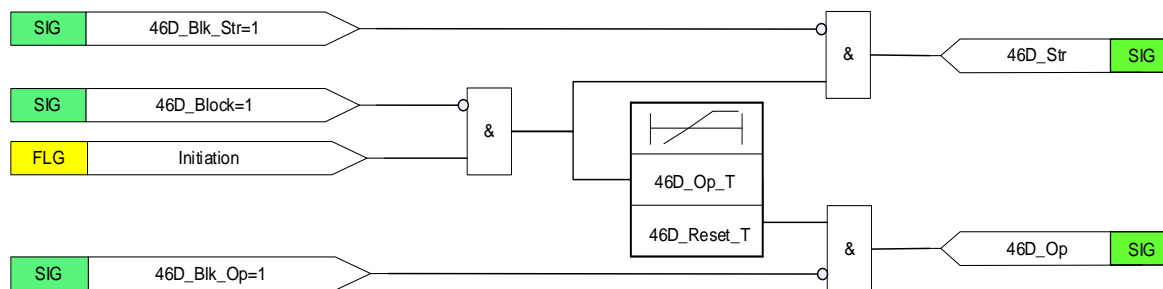 SIG 46D_Blk_Str=1
&
46D_Str SIG
SIG 46D_Block=1
&
FLG Initiation
46D_Op_T
46D_Reset_T
&
46D_Op SIG
SIG 46D_Blk_Op=1